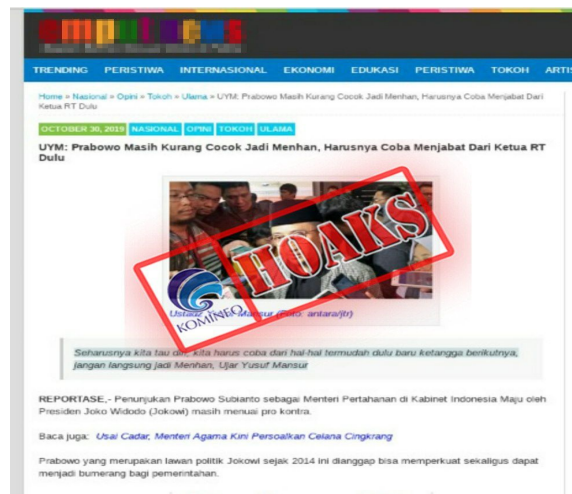 TRENDING PERISTIWA INTERNASIONAL EKONOMI EDUKASI PERISTIWA TOKOH ARTI
Home » Nasional » Opini » Tokoh » Ulama » UYM: Prabowo Masih Kurang Cocok Jadi Menhan, Harusnya Coba Menjabat Dari
Ketua RT Dulu
OCTOBER 30, 2019 NASIONAL OPINI TOKOH ULAMA
UYM: Prabowo Masih Kurang Cocok Jadi Menhan, Harusnya Coba Menjabat Dari Ketua RT
Dulu
HOAKS
KOMINFO
Ustadz Mansur (Foto: antara/jtr)
Seharusnya kita tau diri, kita harus coba dari hal-hal termudah dulu baru ketangga berikutnya,
jangan langsung jadi Menhan, Ujar Yusuf Mansur
REPORTASE,- Penunjukan Prabowo Subianto sebagai Menteri Pertahanan di Kabinet Indonesia Maju oleh
Presiden Joko Widodo (Jokowi) masih menuai pro kontra.
Baca juga: Usai Cadar, Menteri Agama Kini Persoalkan Celana Cingkrang
Prabowo yang merupakan lawan politik Jokowi sejak 2014 ini dianggap bisa memperkuat sekaligus dapat
menjadi bumerang bagi pemerintahan.